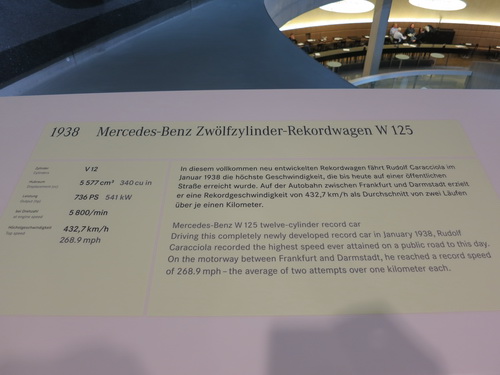 1938 Mercedes-Benz Zwölfzylinder-Rekordwagen W 125
V 12
5 577 cm³ 340 cu in
736 PS 541 kW
5 800/min
432,7 km/h
268.9 mph
In diesem vollkommen neu entwickelten Rekordwagen fährt Rudolf Caracciola im
Januar 1938 die höchste Geschwindigkeit, die bis heute auf einer öffentlichen
Straße erreicht wurde. Auf der Autobahn zwischen Frankfurt und Darmstadt erzielt
er eine Rekordgeschwindigkeit von 432,7 km/h als Durchschnitt von zwei Läufen
über je einen Kilometer.
Mercedes-Benz W 125 twelve-cylinder record car
Driving this completely newly developed record car in January 1938, Rudolf
Caracciola recorded the highest speed ever attained on a public road to this day.
On the motorway between Frankfurt and Darmstadt, he reached a record speed
of 268.9 mph – the average of two attempts over one kilometer each.